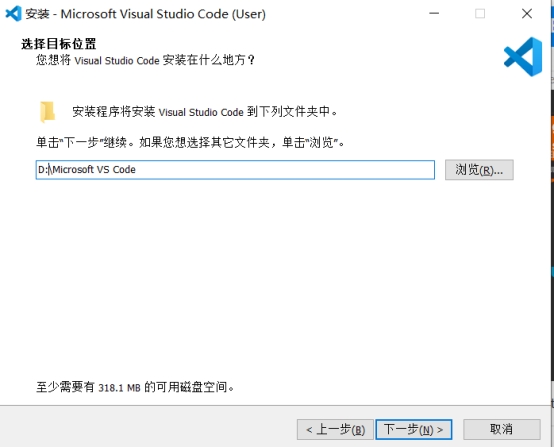 安装 - Microsoft Visual Studio Code (User)
选择目标位置
您想将 Visual Studio Code 安装在什么地方？
安装程序将安装 Visual Studio Code 到下列文件夹中。
单击“下一步”继续。如果您想选择其它文件夹，单击“浏览”。
D:\Microsoft VS Code
浏览(R)...
至少需要有 318.1 MB 的可用磁盘空间。
< 上一步(B)
下一步(N) >
取消